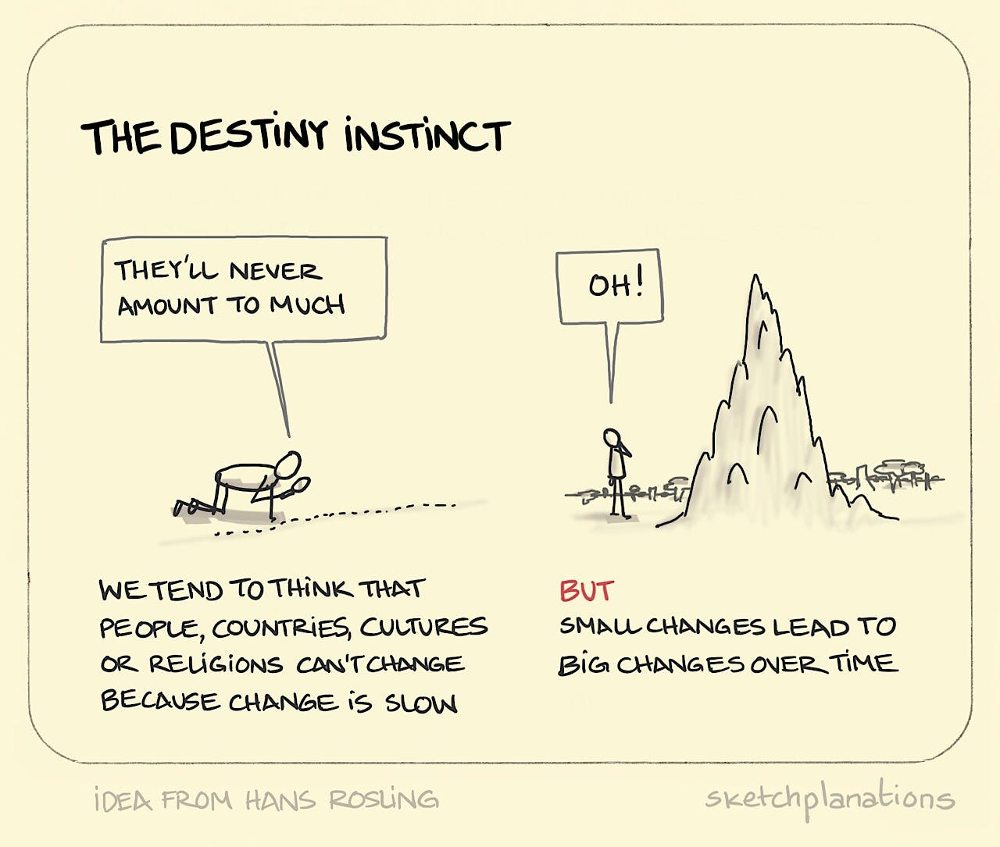 THE DESTINY INSTINCT
THEY'LL NEVER
AMOUNT TO MUCH
OH!
WE TEND TO THINK THAT
PEOPLE, COUNTRIES, CULTURES
OR RELIGIONS CAN'T CHANGE
BECAUSE CHANGE IS SLOW
BUT
SMALL CHANGES LEAD TO
BIG CHANGES OVER TIME
IDEA FROM HANS ROSLING
sketchplanations